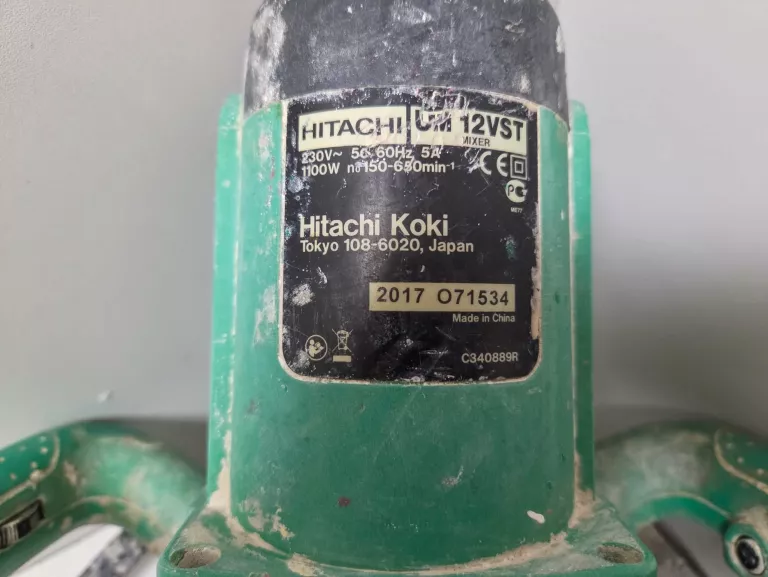 HITACHI UM 12VST
MIXER
230V~ 50 60Hz 5A
1100W n0 150-650min-1
Hitachi Koki
Tokyo 108-6020, Japan
2017 O71534
Made in China
C340889R